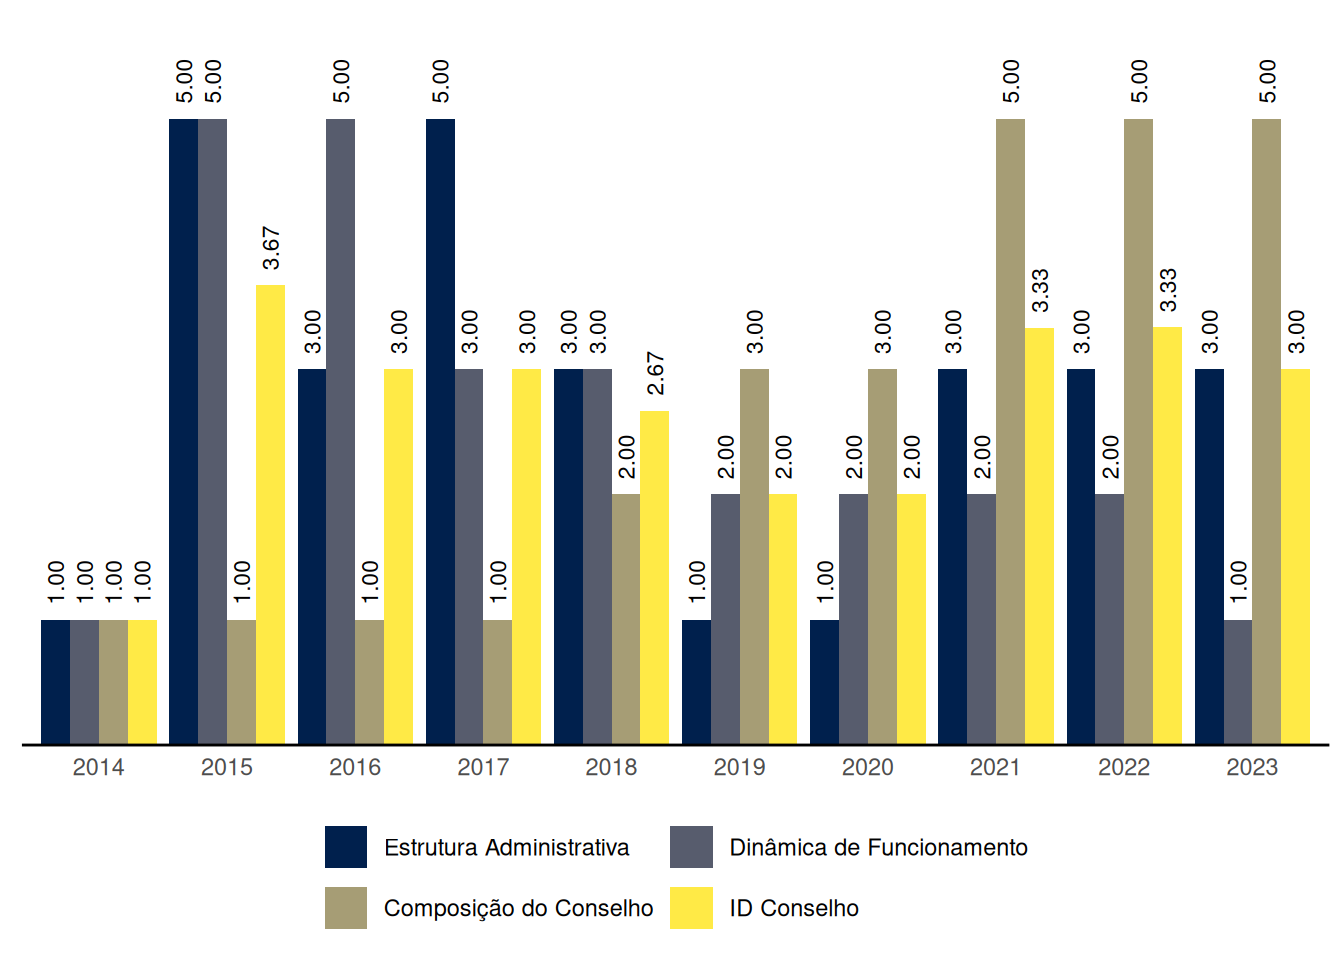 1.00 1.00 1.00 1.00
5.00 5.00 1.00 3.67
3.00 5.00 1.00 3.00
5.00 3.00 1.00 3.00
3.00 3.00 2.00 2.67
1.00 2.00 3.00 2.00
1.00 2.00 3.00 2.00
3.00 2.00 5.00 3.33
3.00 2.00 5.00 3.33
3.00 1.00 5.00 3.00
2014 2015 2016 2017 2018 2019 2020 2021 2022 2023
Estrutura Administrativa Dinâmica de Funcionamento
Composição do Conselho ID Conselho